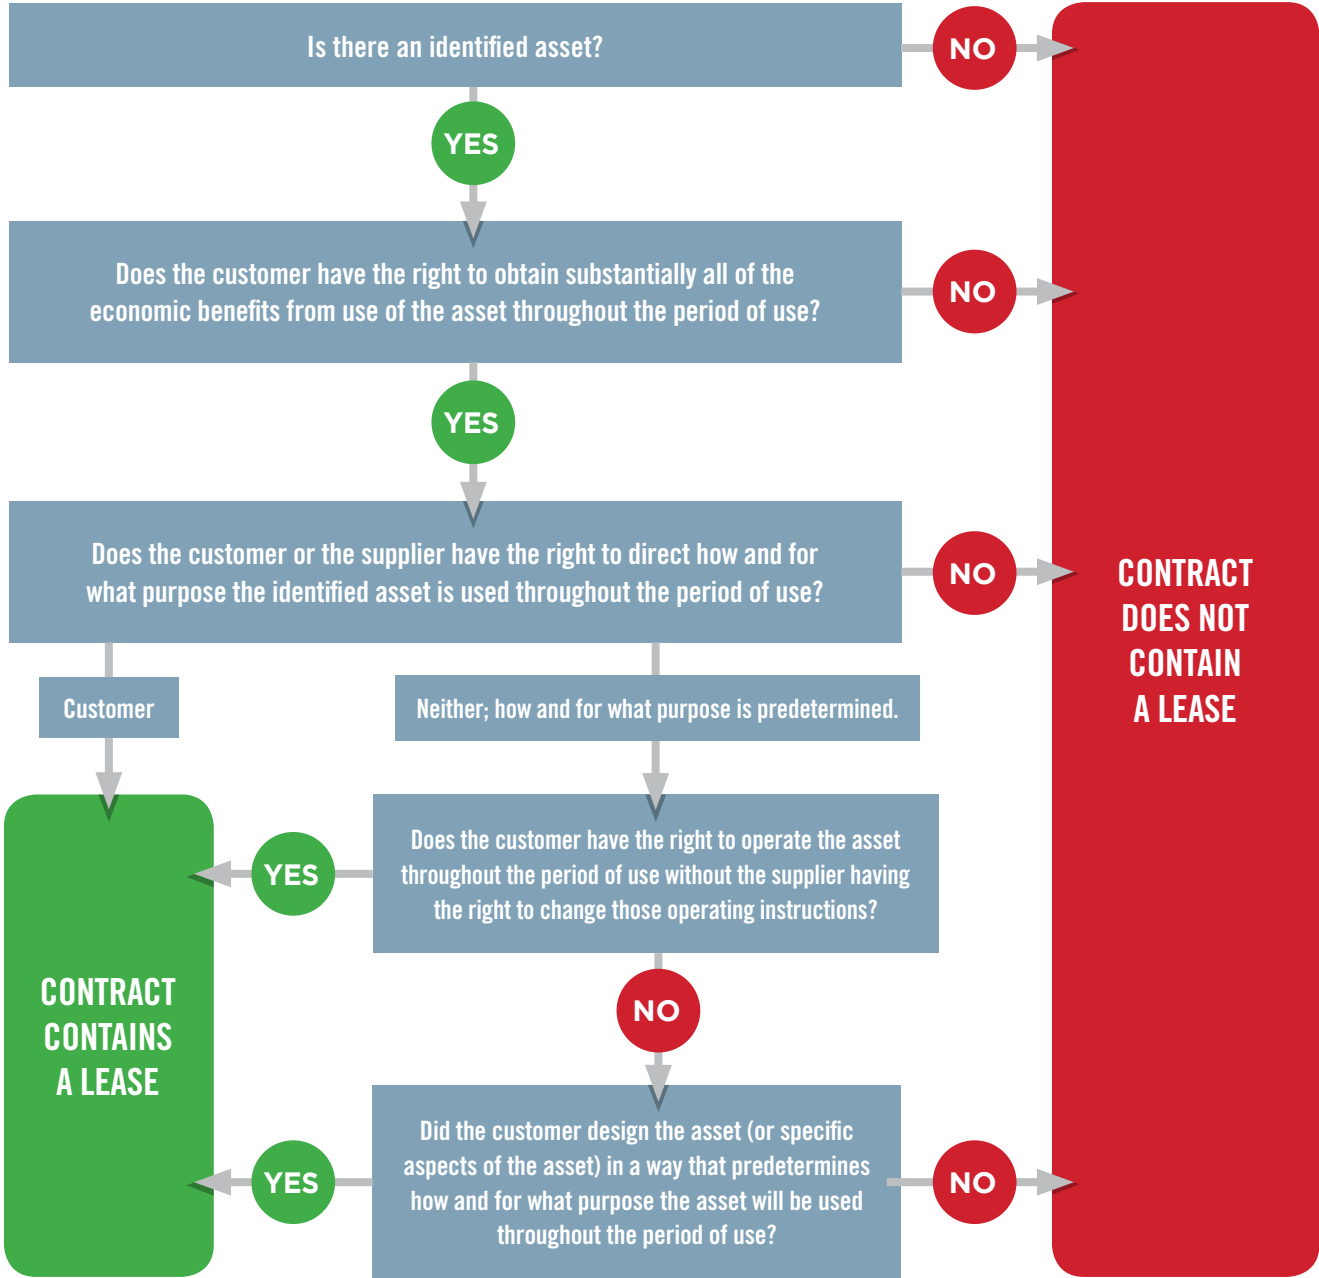 Is there an identified asset?
NO
YES
Does the customer have the right to obtain substantially all of the
economic benefits from use of the asset throughout the period of use?
NO
YES
Does the customer or the supplier have the right to direct how and for
what purpose the identified asset is used throughout the period of use?
NO
CONTRACT
DOES NOT
CONTAIN
A LEASE
Customer
Neither; how and for what purpose is predetermined.
Does the customer have the right to operate the asset
throughout the period of use without the supplier having
the right to change those operating instructions?
YES
CONTRACT
CONTAINS
A LEASE
NO
Did the customer design the asset (or specific
aspects of the asset) in a way that predetermines
how and for what purpose the asset will be used
throughout the period of use?
YES
NO